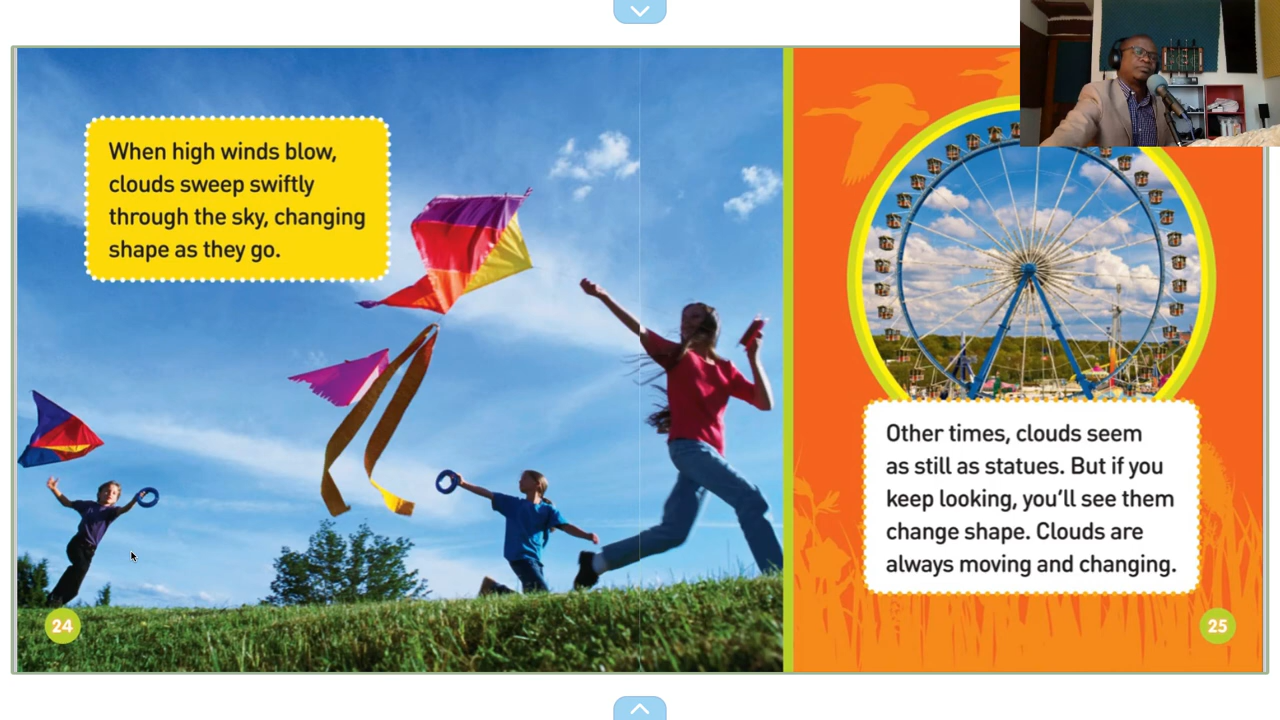 When high winds blow,
clouds sweep swiftly
through the sky, changing
shape as they go.
24
Other times, clouds seem
as still as statues. But if you
keep looking, you'll see them
change shape. Clouds are
always moving and changing.
25